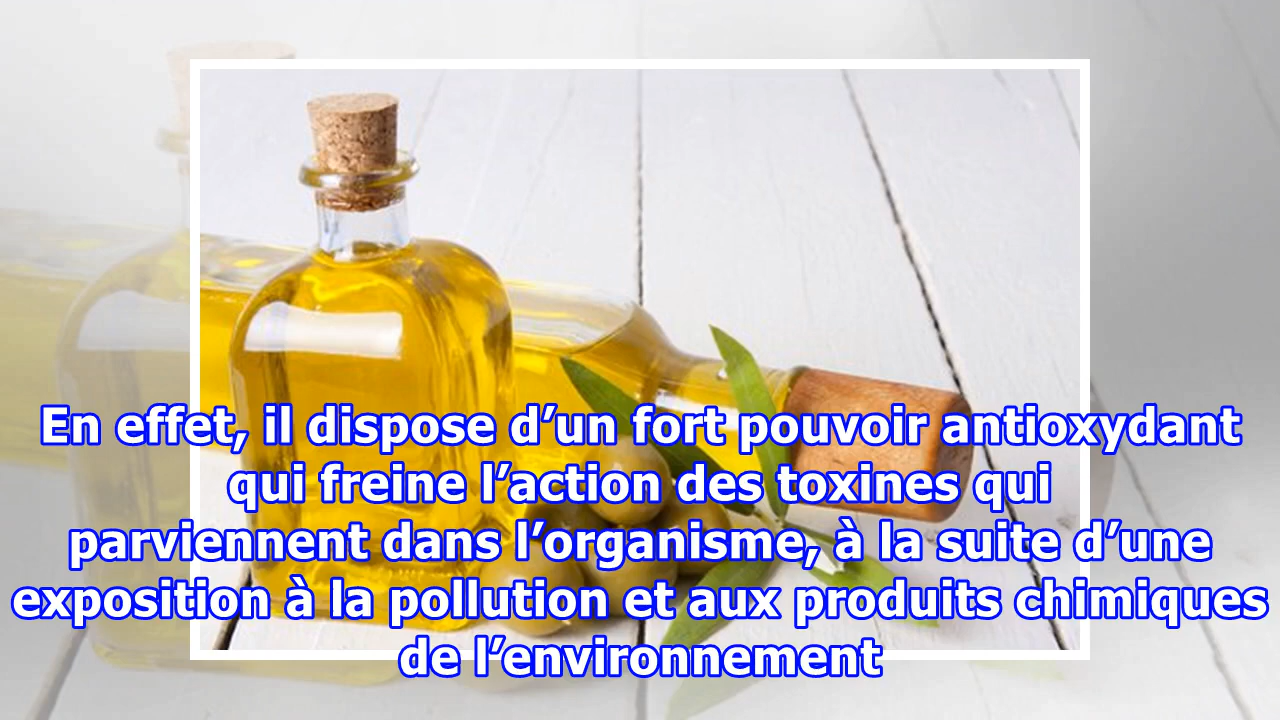 En effet, il dispose d’un fort pouvoir antioxydant
qui freine l’action des toxines qui
parviennent dans l’organisme, à la suite d’une
exposition à la pollution et aux produits chimiques
de l’environnement